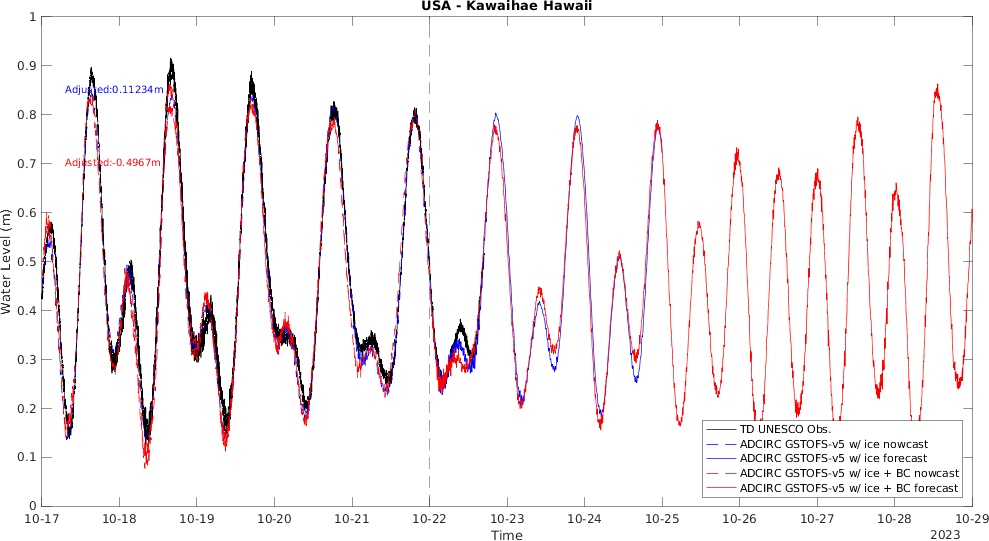 USA - Kawaihae Hawaii
1
0.9
0.8
0.7
0.6
0.5
0.4
0.3
0.2
0.1
0
Water Level (m)
Adjusted:0.11234m
Adjusted:-0.4967m
TD UNESCO Obs.
ADCIRC GSTOFS-v5 w/ ice nowcast
ADCIRC GSTOFS-v5 w/ ice forecast
ADCIRC GSTOFS-v5 w/ ice + BC nowcast
ADCIRC GSTOFS-v5 w/ ice + BC forecast
10-17 10-18 10-19 10-20 10-21 10-22 10-23 10-24 10-25 10-26 10-27 10-28 10-29
Time
2023